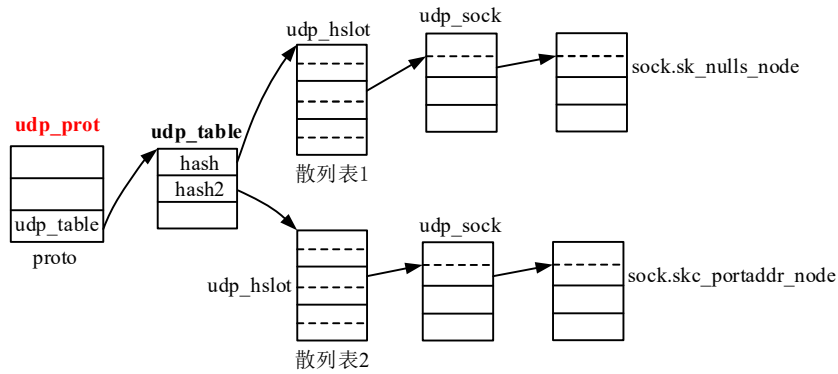 udp_hslot
udp_sock
sock.sk_nulls_node
udp_prot
udp_table
hash
hash2
散列表1
udp_table
proto
udp_sock
udp_hslot
sock.skc_portaddr_node
散列表2